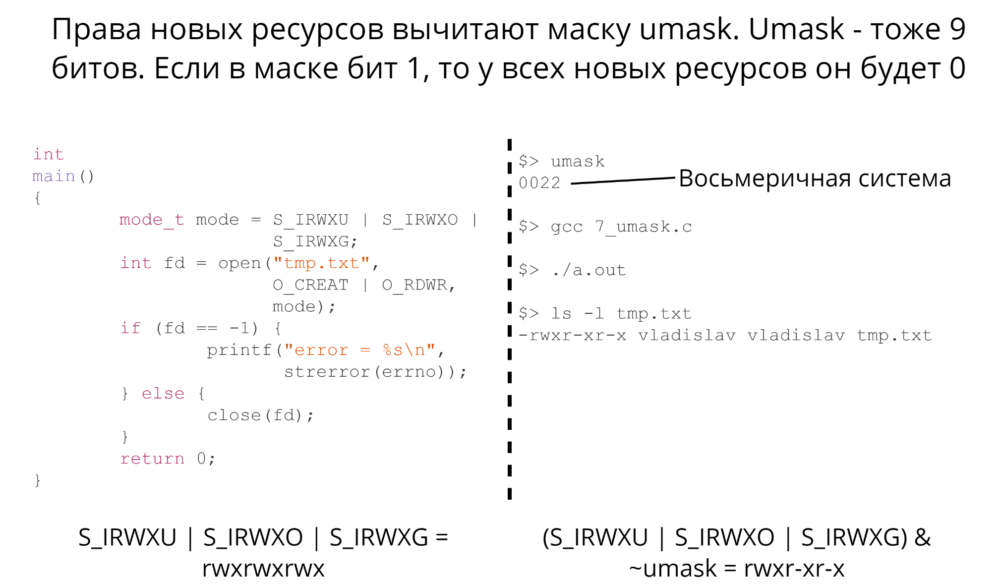 Права новых ресурсов вычитают маску umask. Umask - тоже 9
битов. Если в маске бит 1, то у всех новых ресурсов он будет 0
int
main()
{
mode_t mode = S_IRWXU | S_IRWXO |
S_IRWXG;
int fd = open("tmp.txt",
O_CREAT | O_RDWR,
mode);
if (fd == -1) {
printf("error = %s\n",
strerror(errno));
} else {
close(fd);
}
return 0;
}
$> umask
0022
Восьмеричная система
$> gcc 7_umask.c
$> ./a.out
$> ls -l tmp.txt
-rwxr-xr-x vladislav vladislav tmp.txt
S_IRWXU | S_IRWXO | S_IRWXG =
rwxrwxrwx
(S_IRWXU | S_IRWXO | S_IRWXG) &
~umask = rwxr-xr-x